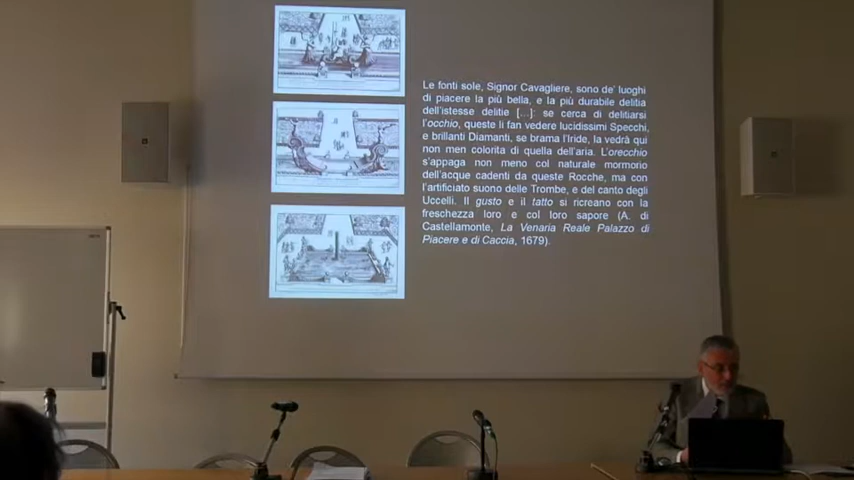 Le fonti sole, Signor Cavagliere, sono de' luoghi
di piacere la più bella, e la più durabile delitia
dell'istesse delitie [...]: se cerca di delitiarsi
l'occhio, queste li fan vedere lucidissimi Specchi,
e brillanti Diamanti, se brama l'Iride, la vedrà qui
non men colorita di quella dell'aria. L'orecchio
s'appaga non meno col naturale mormorio
dell'acque cadenti da queste Rocche, ma con
l'artificiato suono delle Trombe, e del canto degli
Uccelli. Il gusto e il tatto si ricreano con la
freschezza loro, e col loro sapore (A. di
Castellamonte, La Venaria Reale Palazzo di
Piacere e di Caccia, 1679).